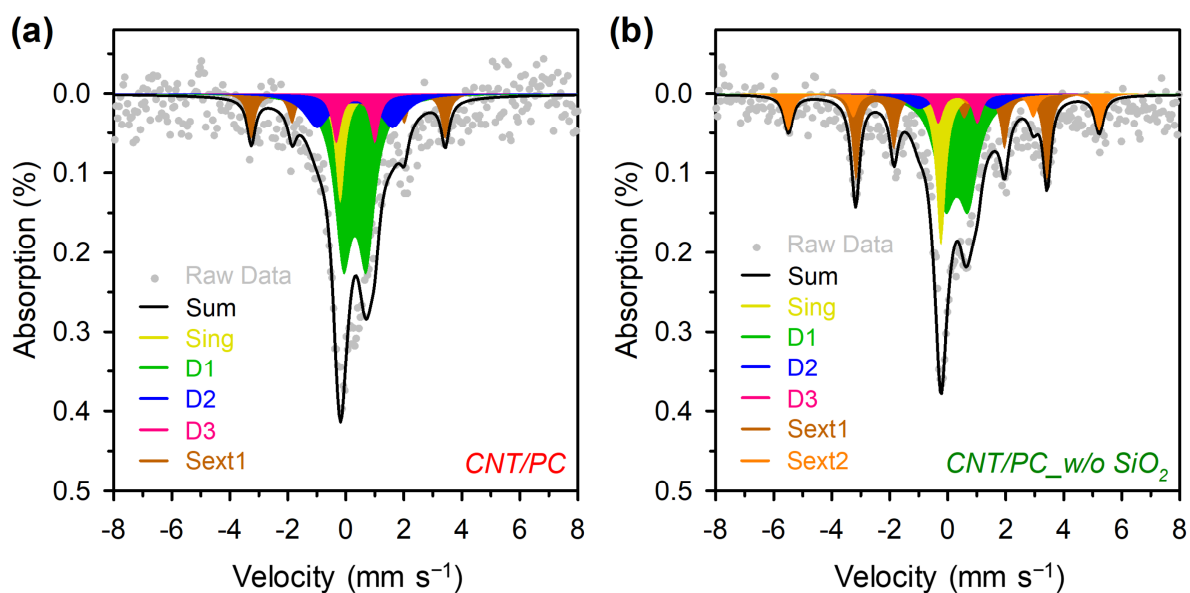 (a)
Absorption (%)
0.0
0.1
0.2
0.3
0.4
0.5
Raw Data
Sum
Sing
D1
D2
D3
Sext1
CNT/PC
-8 -6 -4 -2 0 2 4 6 8
Velocity (mm s⁻¹)
(b)
Absorption (%)
0.0
0.1
0.2
0.3
0.4
0.5
Raw Data
Sum
Sing
D1
D2
D3
Sext1
Sext2
CNT/PC_w/o SiO₂
-8 -6 -4 -2 0 2 4 6 8
Velocity (mm s⁻¹)